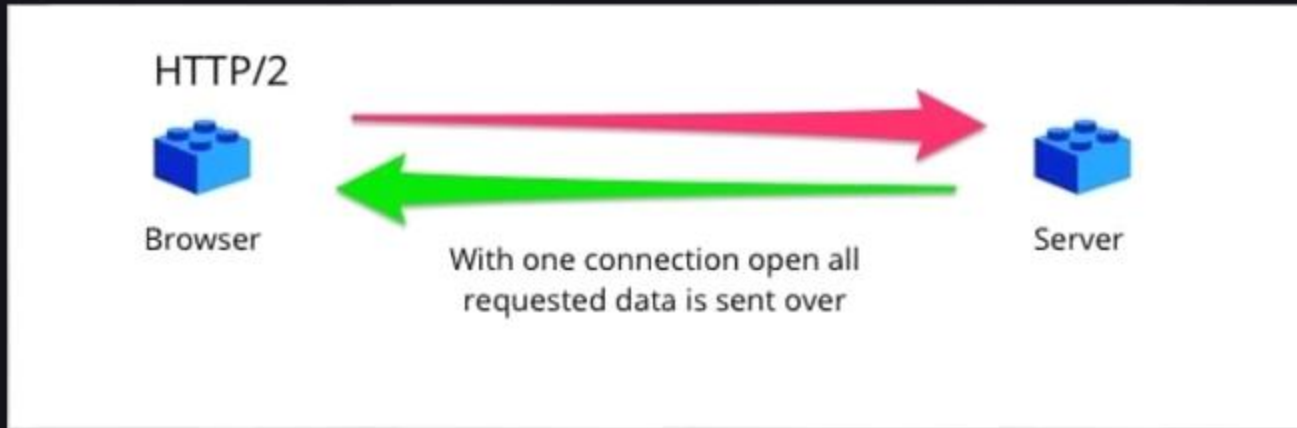 HTTP/2
Browser
Server
With one connection open all
requested data is sent over